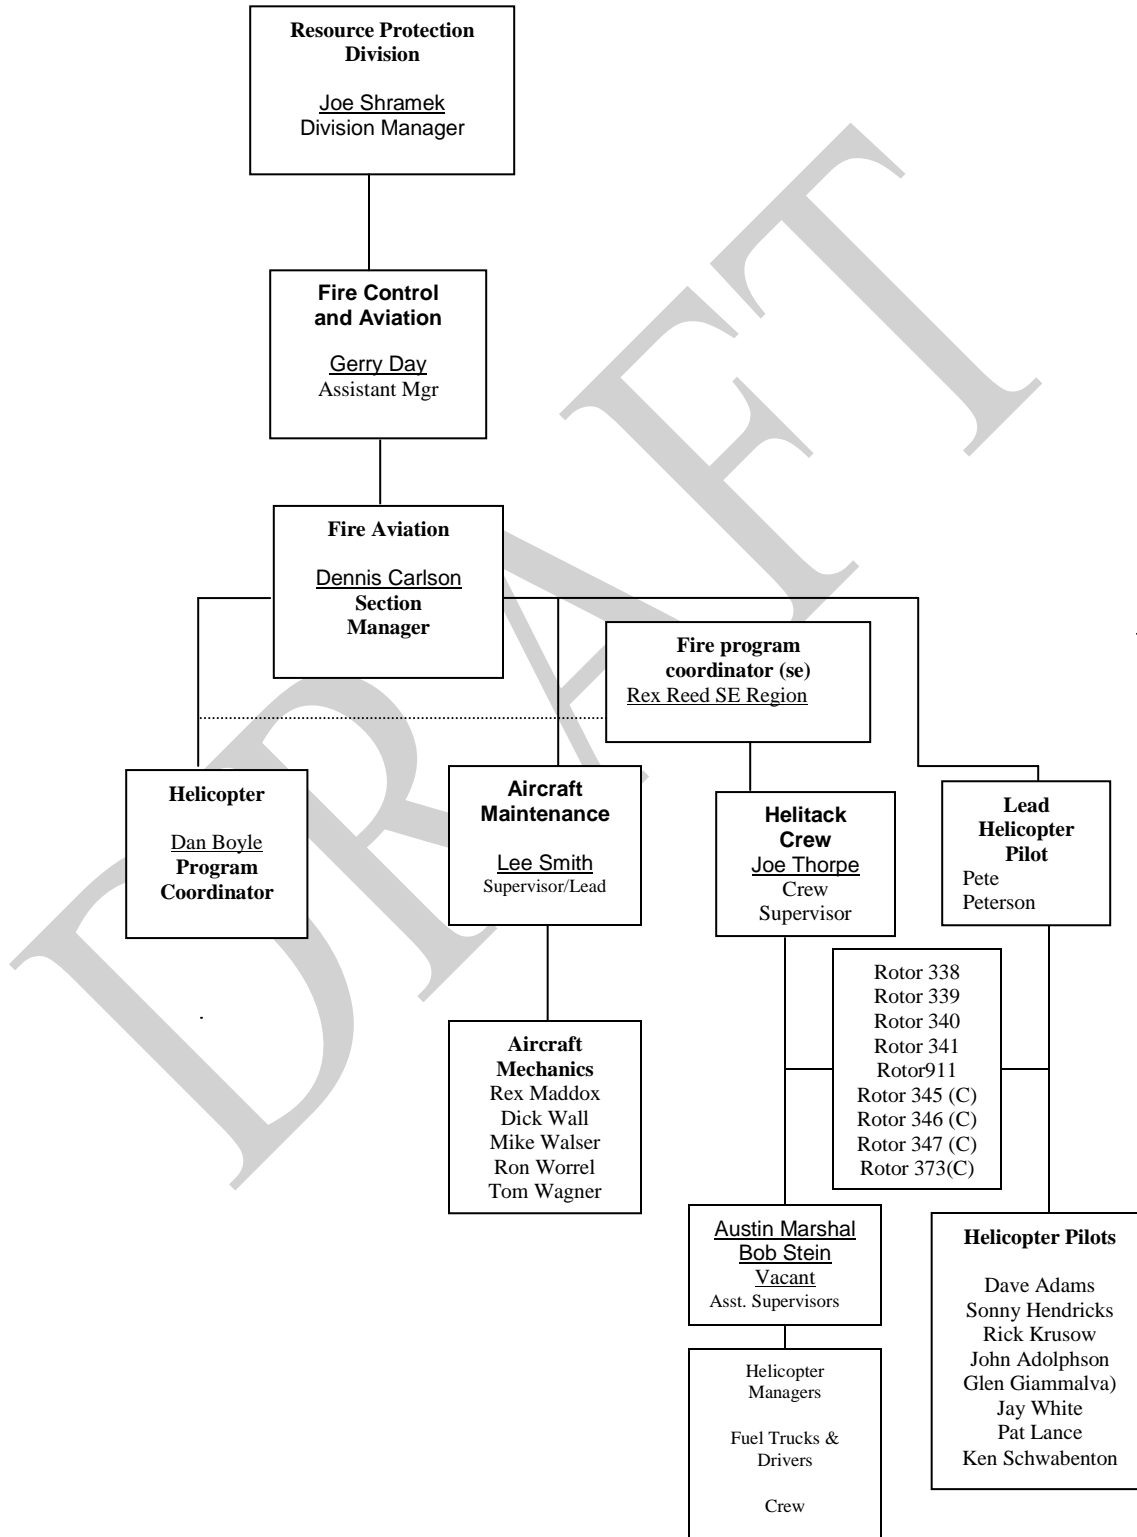 Resource Protection
Division
Joe Shramek
Division Manager
Fire Control
and Aviation
Gerry Day
Assistant Mgr
Fire Aviation
Dennis Carlson
Section
Manager
Fire program
coordinator (se)
Rex Reed SE Region
Helicopter
Dan Boyle
Program
Coordinator
Aircraft
Maintenance
Lee Smith
Supervisor/Lead
Helitack
Crew
Joe Thorpe
Crew
Supervisor
Lead
Helicopter
Pilot
Pete
Peterson
Rotor 338
Rotor 339
Rotor 340
Rotor 341
Rotor911
Rotor 345 (C)
Rotor 346 (C)
Rotor 347 (C)
Rotor 373(C)
Aircraft
Mechanics
Rex Maddox
Dick Wall
Mike Walser
Ron Worrel
Tom Wagner
Austin Marshal
Bob Stein
Vacant
Asst. Supervisors
Helicopter Pilots
Dave Adams
Sonny Hendricks
Rick Krusow
John Adolphson
Glen Giammalva)
Jay White
Pat Lance
Ken Schwabenton
Helicopter
Managers
Fuel Trucks &
Drivers
Crew
DRAFT